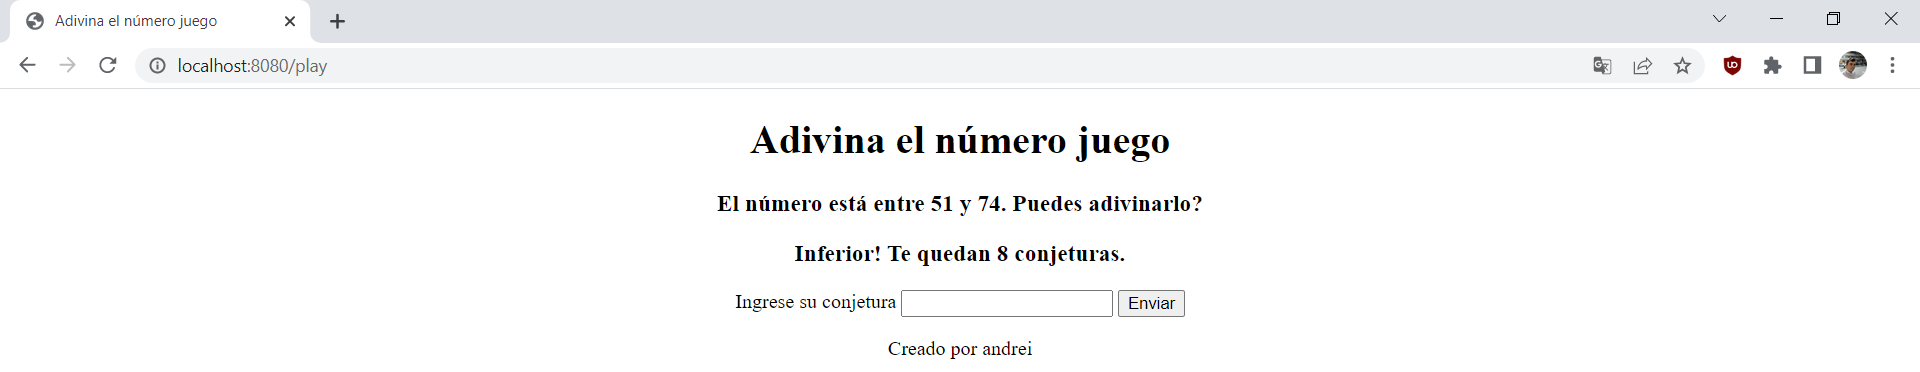 Adivina el número juego
localhost:8080/play
Adivina el número juego
El número está entre 51 y 74. Puedes adivinarlo?
Inferior! Te quedan 8 conjeturas.
Ingrese su conjetura Enviar
Creado por andrei